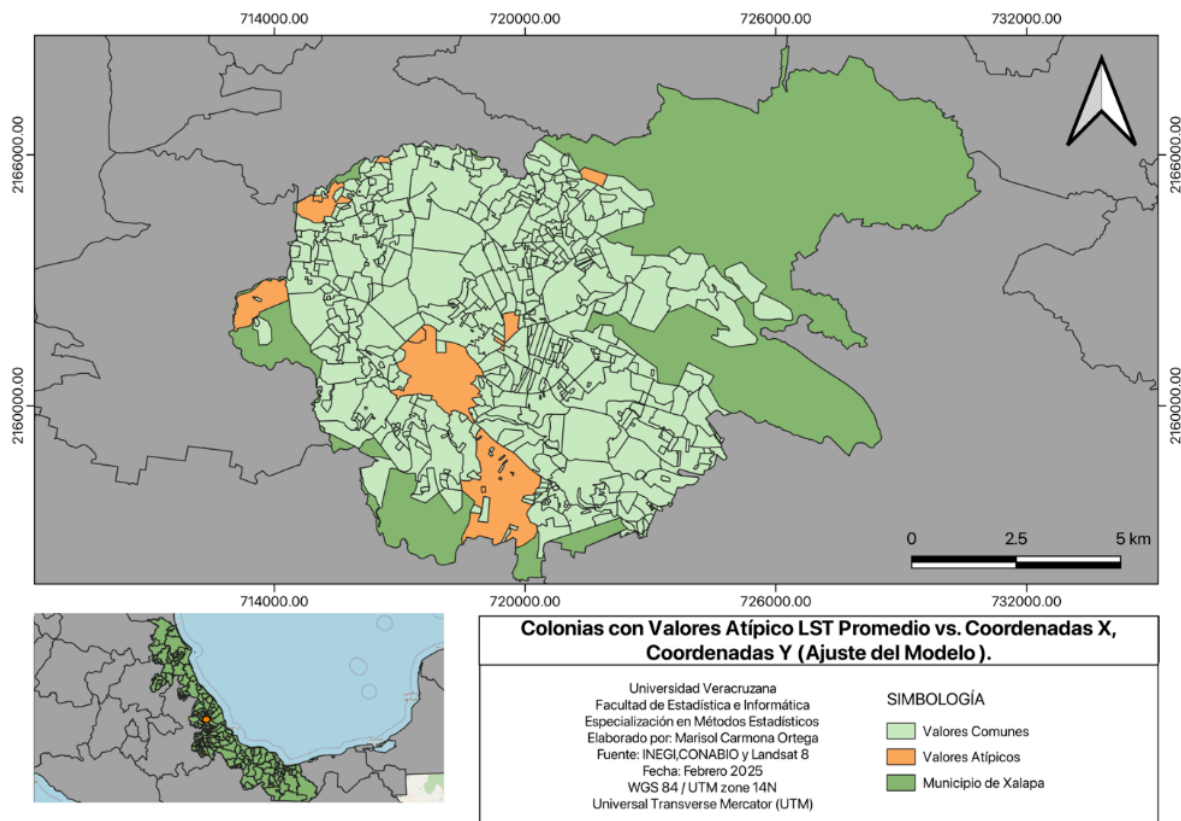 714000.00 720000.00 726000.00 732000.00
2166000.00 2166000.00
2160000.00 2160000.00
0 2.5 5 km
714000.00 720000.00 726000.00 732000.00
Colonias con Valores Atípico LST Promedio vs. Coordenadas X,
Coordenadas Y (Ajuste del Modelo ).
Universidad Veracruzana
Facultad de Estadística e Informática
Especialización en Métodos Estadísticos
Elaborado por: Marisol Carmona Ortega
Fuente: INEGI,CONABIO y Landsat 8
Fecha: Febrero 2025
WGS 84 / UTM zone 14N
Universal Transverse Mercator (UTM)
SIMBOLOGÍA
Valores Comunes
Valores Atípicos
Municipio de Xalapa